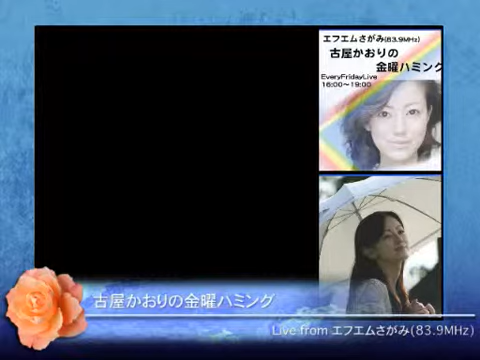 エフエムさがみ(83.9MHz)
古屋かおりの
金曜ハミング
EveryFridayLive
16:00〜19:00
古屋かおりの金曜ハミング
Live from エフエムさがみ(83.9MHz)